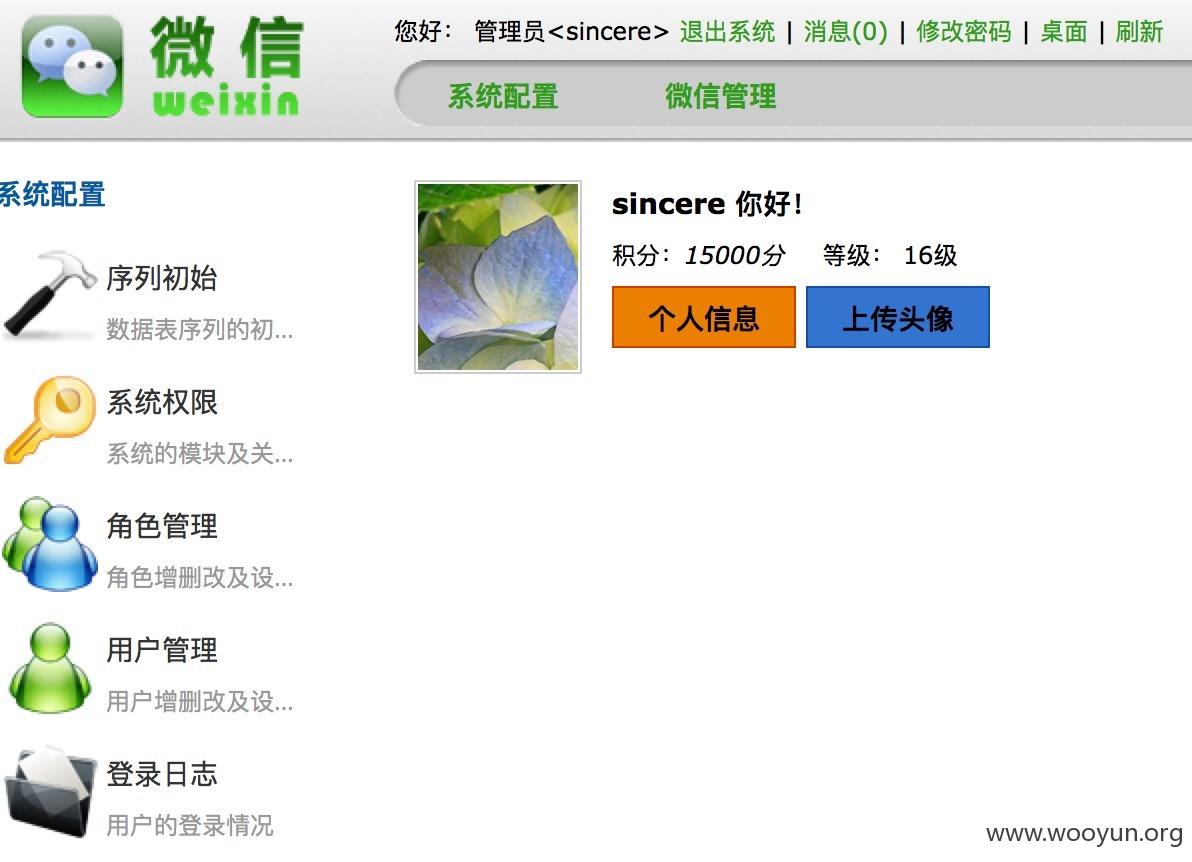 微信
weixin
您好： 管理员<sincere> 退出系统 | 消息(0) | 修改密码 | 桌面 | 刷新
系统配置 微信管理
系统配置
序列初始
数据表序列的初...
系统权限
系统的模块及关...
角色管理
角色增删改及设...
用户管理
用户增删改及设...
登录日志
用户的登录情况
sincere 你好！
积分：15000分 等级： 16级
个人信息 上传头像
www.wooyun.org